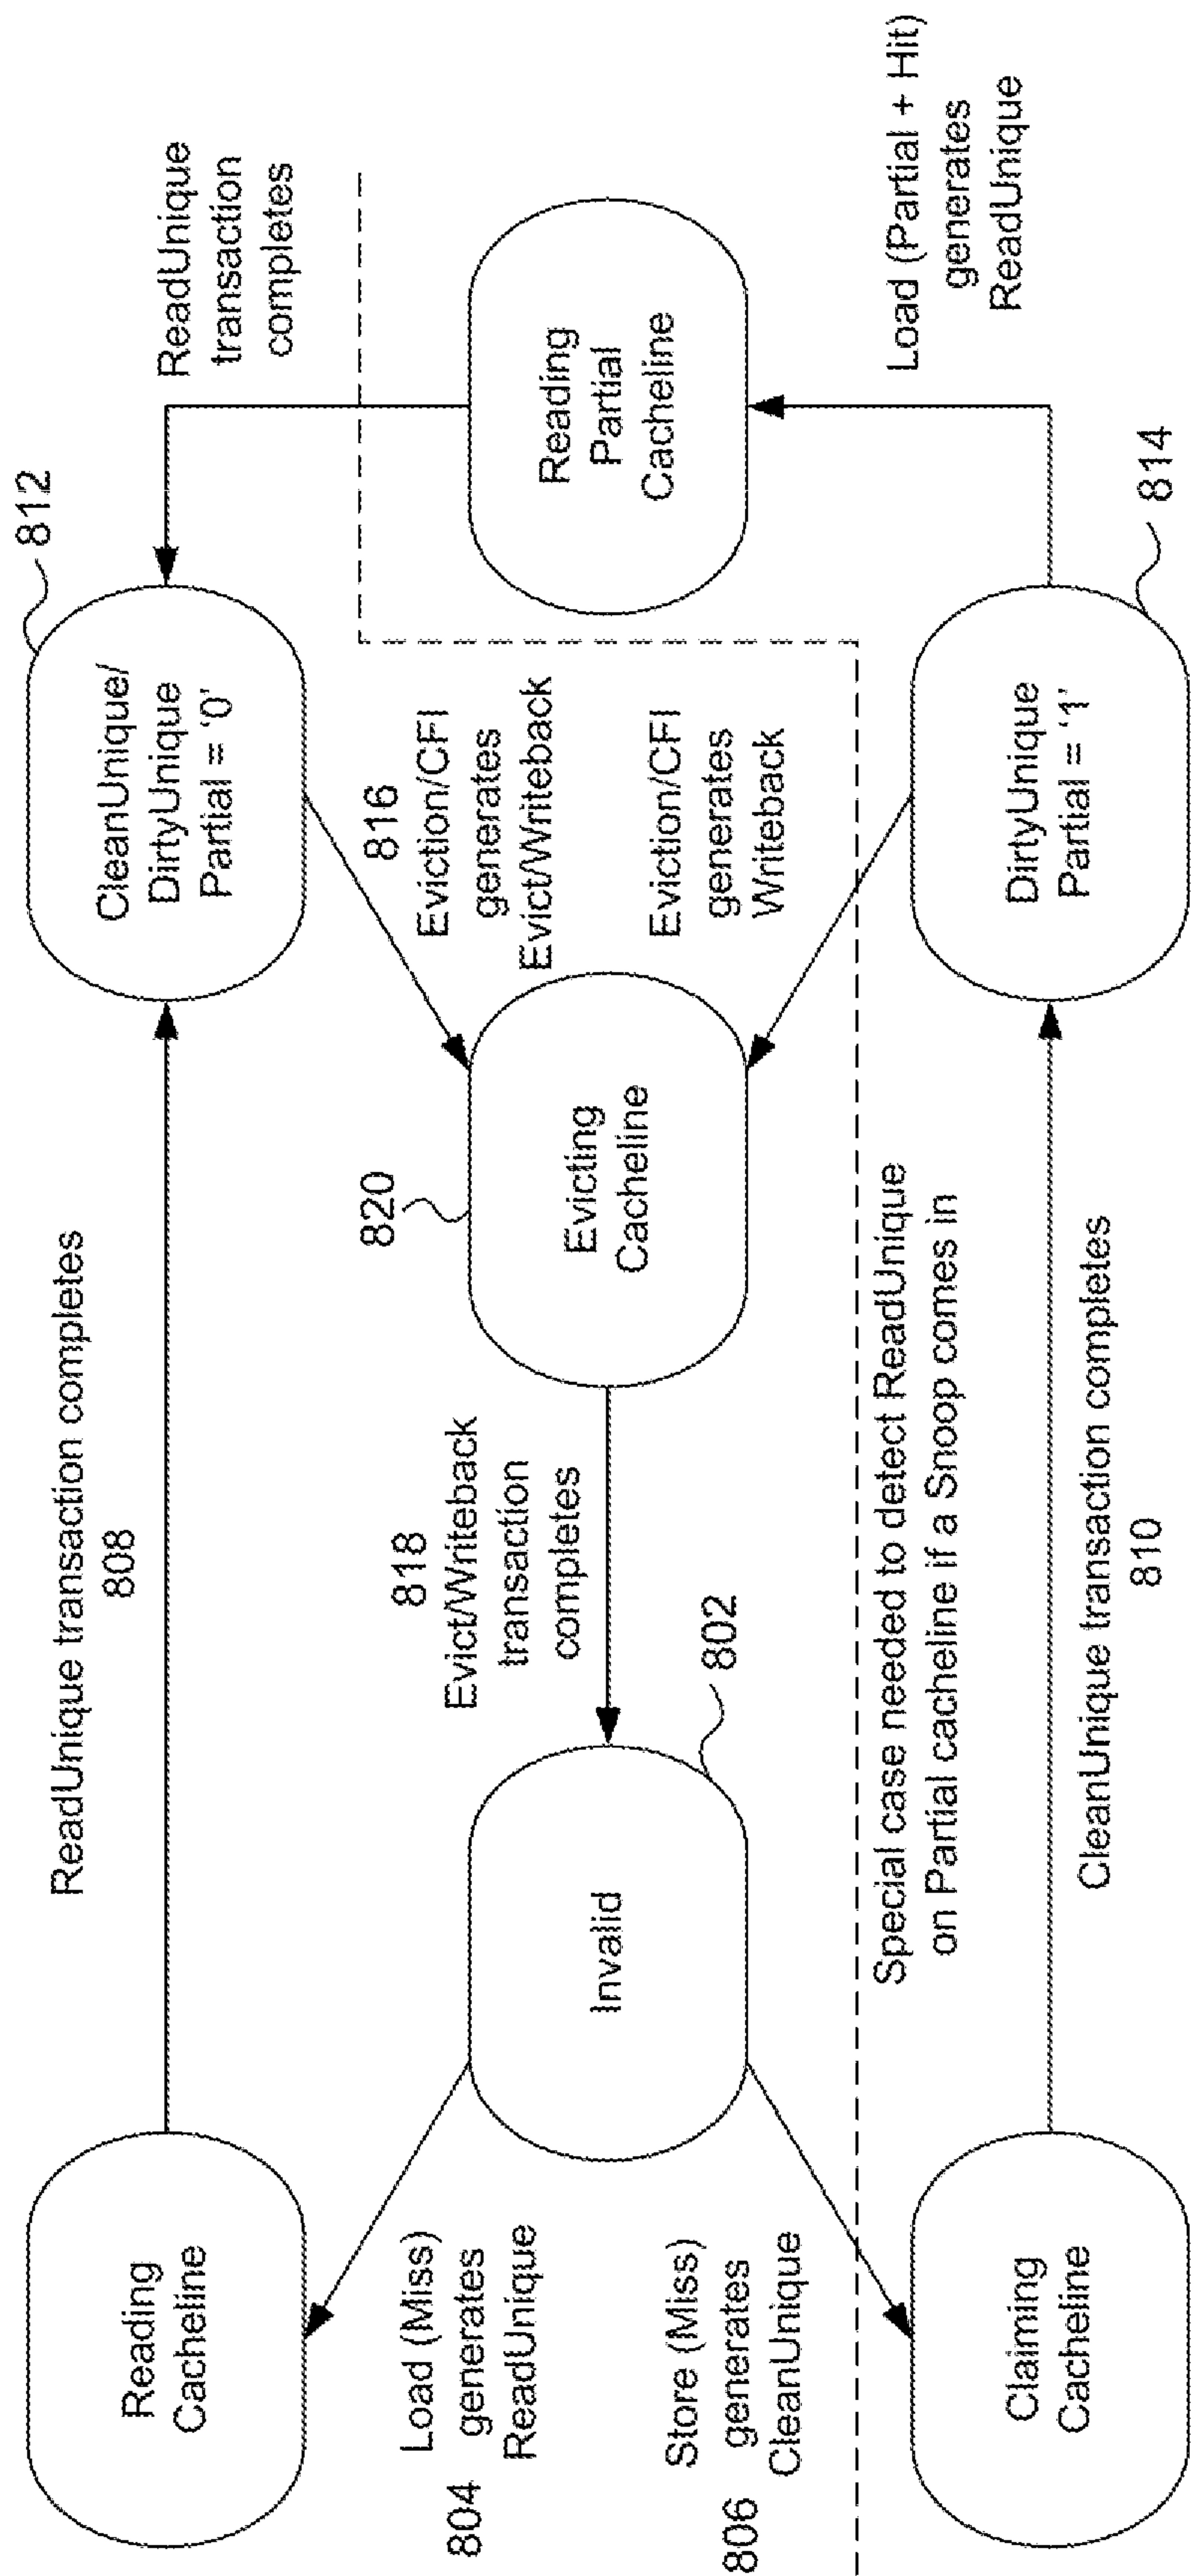 Reading
Cacheline
ReadUnique transaction completes
808
CleanUnique/
DirtyUnique
Partial = '0'
812
ReadUnique
transaction
completes
804
Load (Miss)
generates
ReadUnique
806
Store (Miss)
generates
CleanUnique
Invalid
802
818
Evict/Writeback
transaction
completes
820
Evicting
Cacheline
816
Eviction/CFI
generates
Evict/Writeback
Eviction/CFI
generates
Writeback
Reading
Partial
Cacheline
Special case needed to detect ReadUnique
on Partial cacheline if a Snoop comes in
Claiming
Cacheline
CleanUnique transaction completes
810
DirtyUnique
Partial = '1'
814
Load (Partial + Hit)
generates
ReadUnique